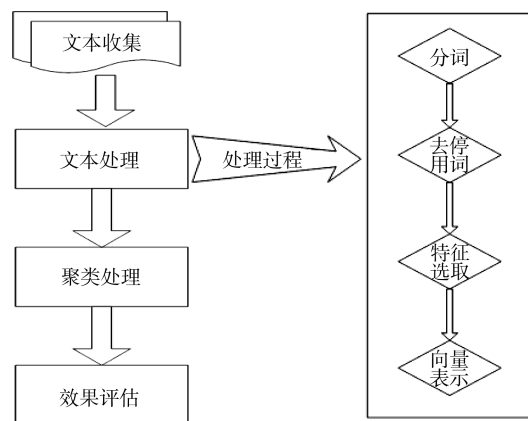 文本收集
文本处理
处理过程
聚类处理
效果评估
分词
去停
用词
特征
选取
向量
表示